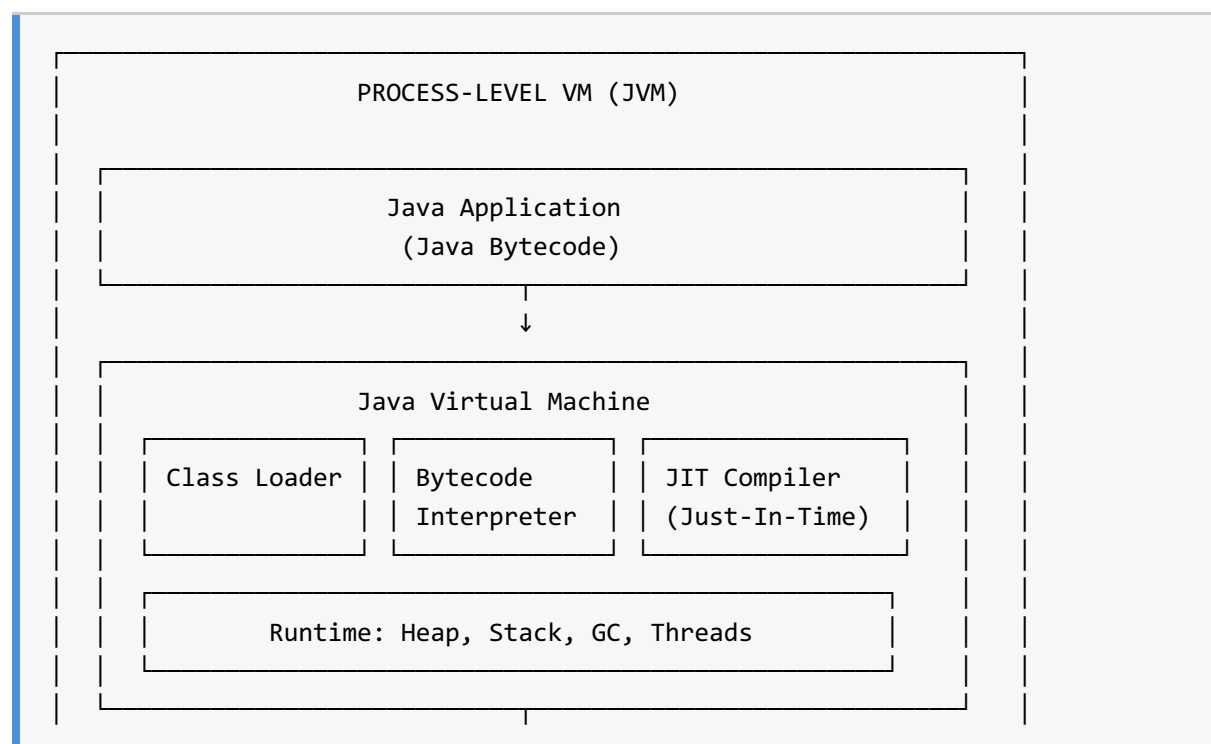 PROCESS-LEVEL VM (JVM)
Java Application
(Java Bytecode)
↓
Java Virtual Machine
Class Loader Bytecode JIT Compiler
Interpreter (Just-In-Time)
Runtime: Heap, Stack, GC, Threads